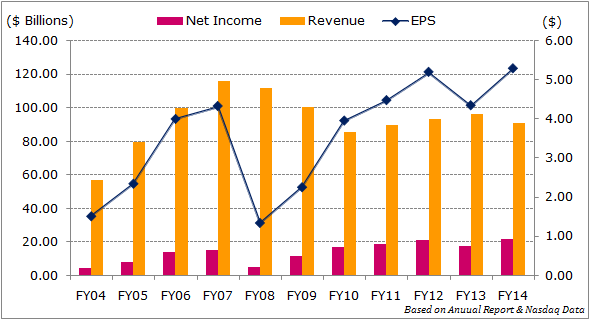 ($ Billions) Net Income Revenue EPS ($)
140.00 6.00
120.00 5.00
100.00 4.00
80.00 3.00
60.00 2.00
40.00 1.00
20.00 0.00
0.00
FY04 FY05 FY06 FY07 FY08 FY09 FY10 FY11 FY12 FY13 FY14
Based on Anuual Report & Nasdaq Data